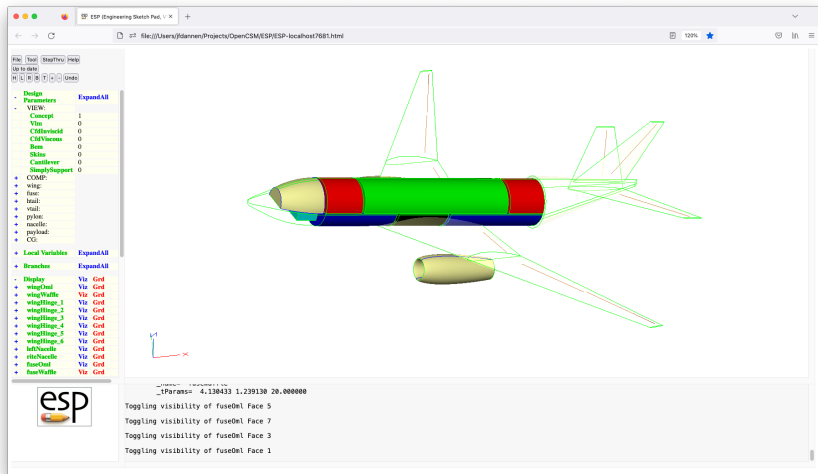 ESP (Engineering Sketch Pad, V
file:///Users/jfdannen/Projects/OpenCSM/ESP/ESP-localhost7681.html
120%
File Tool StepThru Help
Up to date
H L R B T + - Undo
- Design Parameters ExpandAll
- VIEW:
Concept 1
Vlm 0
CfdInviscid 0
CfdViscous 0
Bem 0
Skins 0
Cantilever 0
SimplySupport 0
+ COMP:
+ wing:
+ fuse:
+ htail:
+ vtail:
+ pylon:
+ nacelle:
+ payload:
+ CG:
+ Local Variables ExpandAll
+ Branches ExpandAll
- Display Viz Grd
+ wingOml Viz Grd
+ wingWaffle Viz Grd
+ wingHinge_1 Viz Grd
+ wingHinge_2 Viz Grd
+ wingHinge_3 Viz Grd
+ wingHinge_4 Viz Grd
+ wingHinge_5 Viz Grd
+ wingHinge_6 Viz Grd
+ leftNacelle Viz Grd
+ riteNacelle Viz Grd
+ fuseOml Viz Grd
+ fuseWaffle Viz Grd
x
esp
_tParams= 4.130433 1.239130 20.000000
Toggling visibility of fuseOml Face 5
Toggling visibility of fuseOml Face 7
Toggling visibility of fuseOml Face 3
Toggling visibility of fuseOml Face 1